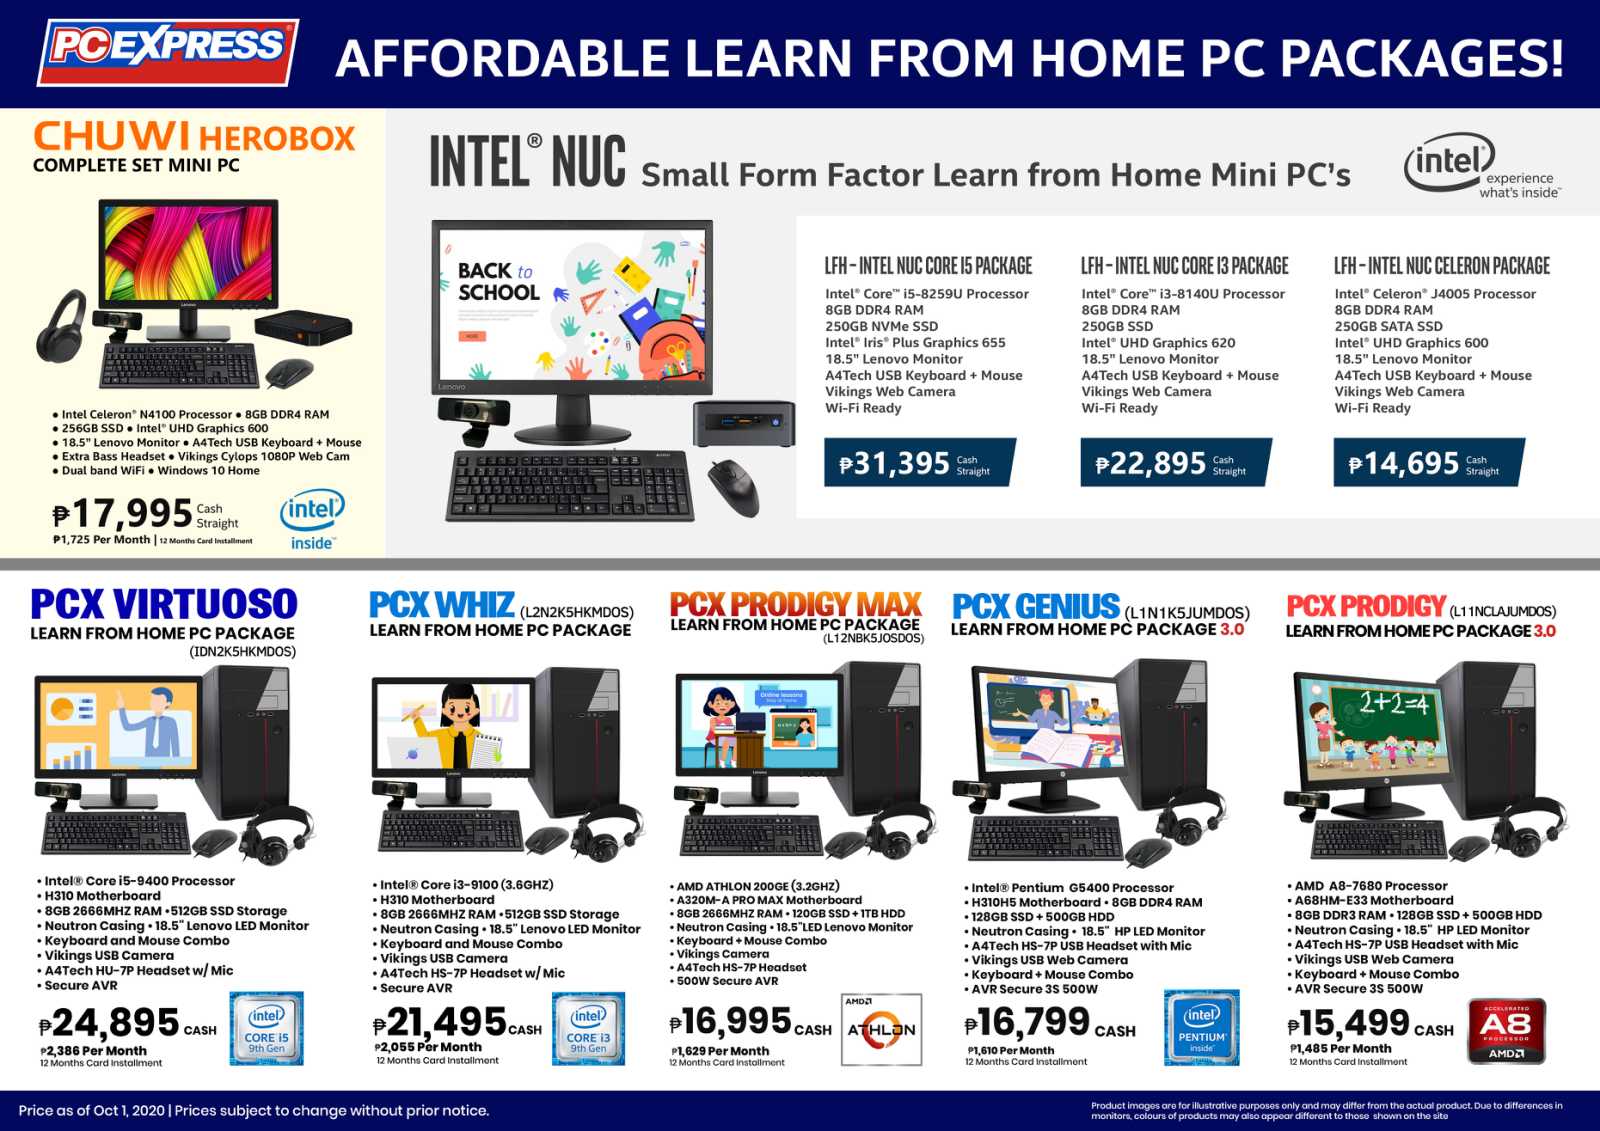 PCEXPRESS®
AFFORDABLE LEARN FROM HOME PC PACKAGES!
CHUWI HEROBOX
COMPLETE SET MINI PC
Lenovo
● Intel Celeron® N4100 Processor ● 8GB DDR4 RAM
● 256GB SSD ● Intel® UHD Graphics 600
● 18.5" Lenovo Monitor ● A4Tech USB Keyboard + Mouse
● Extra Bass Headset ● Vikings Cylops 1080P Web Cam
● Dual band WiFi ● Windows 10 Home
₱17,995 Cash Straight
₱1,725 Per Month | 12 Months Card Installment
intel®
inside™
INTEL® NUC Small Form Factor Learn from Home Mini PC's
intel®
experience
what's inside™
BACK to
SCHOOL
MORE
Lenovo
LFH – INTEL NUC CORE I5 PACKAGE
Intel® Core™ i5-8259U Processor
8GB DDR4 RAM
250GB NVMe SSD
Intel® Iris® Plus Graphics 655
18.5" Lenovo Monitor
A4Tech USB Keyboard + Mouse
Vikings Web Camera
Wi-Fi Ready
₱31,395 Cash Straight
LFH – INTEL NUC CORE I3 PACKAGE
Intel® Core™ i3-8140U Processor
8GB DDR4 RAM
250GB SSD
Intel® UHD Graphics 620
18.5" Lenovo Monitor
A4Tech USB Keyboard + Mouse
Vikings Web Camera
Wi-Fi Ready
₱22,895 Cash Straight
LFH – INTEL NUC CELERON PACKAGE
Intel® Celeron® J4005 Processor
8GB DDR4 RAM
250GB SATA SSD
Intel® UHD Graphics 600
18.5" Lenovo Monitor
A4Tech USB Keyboard + Mouse
Vikings Web Camera
Wi-Fi Ready
₱14,695 Cash Straight
PCX VIRTUOSO
LEARN FROM HOME PC PACKAGE
(IDN2K5HKMDOS)
Lenovo
• Intel® Core i5-9400 Processor
• H310 Motherboard
• 8GB 2666MHZ RAM •512GB SSD Storage
• Neutron Casing • 18.5" Lenovo LED Monitor
• Keyboard and Mouse Combo
• Vikings USB Camera
• A4Tech HU-7P Headset w/ Mic
• Secure AVR
₱24,895 CASH
₱2,386 Per Month
12 Months Card Installment
intel®
CORE i5
9th Gen
PCX WHIZ (L2N2K5HKMDOS)
LEARN FROM HOME PC PACKAGE
Lenovo
• Intel® Core i3-9100 (3.6GHZ)
• H310 Motherboard
• 8GB 2666MHZ RAM •512GB SSD Storage
• Neutron Casing • 18.5" Lenovo LED Monitor
• Keyboard and Mouse Combo
• Vikings USB Camera
• A4Tech HS-7P Headset w/ Mic
• Secure AVR
₱21,495 CASH
₱2,055 Per Month
12 Months Card Installment
intel®
CORE i3
9th Gen
PCX PRODIGY MAX
LEARN FROM HOME PC PACKAGE
(L12NBK5JOSDOS)
Online lessons
Lenovo
• AMD ATHLON 200GE (3.2GHZ)
• A320M-A PRO MAX Motherboard
• 8GB 2666MHZ RAM • 120GB SSD + 1TB HDD
• Neutron Casing • 18.5"LED Lenovo Monitor
• Keyboard + Mouse Combo
• Vikings Camera
• A4Tech HS-7P Headset
• 500W Secure AVR
₱16,995 CASH
₱1,629 Per Month
12 Months Card Installment
AMD
ATHLON
PCX GENIUS (L1N1K5JUMDOS)
LEARN FROM HOME PC PACKAGE 3.0
• Intel® Pentium G5400 Processor
• H310H5 Motherboard • 8GB DDR4 RAM
• 128GB SSD + 500GB HDD
• Neutron Casing • 18.5" HP LED Monitor
• A4Tech HS-7P USB Headset with Mic
• Vikings USB Web Camera
• Keyboard + Mouse Combo
• AVR Secure 3S 500W
₱16,799 CASH
₱1,610 Per Month
12 Months Card Installment
intel®
PENTIUM®
inside™
PCX PRODIGY (L11NCLAJUMDOS)
LEARN FROM HOME PC PACKAGE 3.0
2+2=4
• AMD A8-7680 Processor
• A68HM-E33 Motherboard
• 8GB DDR3 RAM • 128GB SSD + 500GB HDD
• Neutron Casing • 18.5" HP LED Monitor
• A4Tech HS-7P USB Headset with Mic
• Vikings USB Web Camera
• Keyboard + Mouse Combo
• AVR Secure 3S 500W
₱15,499 CASH
₱1,485 Per Month
12 Months Card Installment
ACCELERATED
A8
PROCESSOR
AMD
Price as of Oct 1, 2020 | Prices subject to change without prior notice.
Product images are for illustrative purposes only and may differ from the actual product. Due to differences in
monitors, colours of products may also appear different to those shown on the site